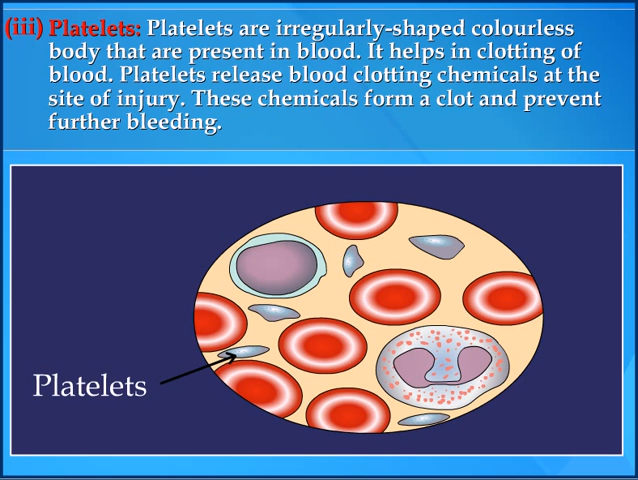 (iii) Platelets: Platelets are irregularly-shaped colourless
body that are present in blood. It helps in clotting of
blood. Platelets release blood clotting chemicals at the
site of injury. These chemicals form a clot and prevent
further bleeding.
Platelets